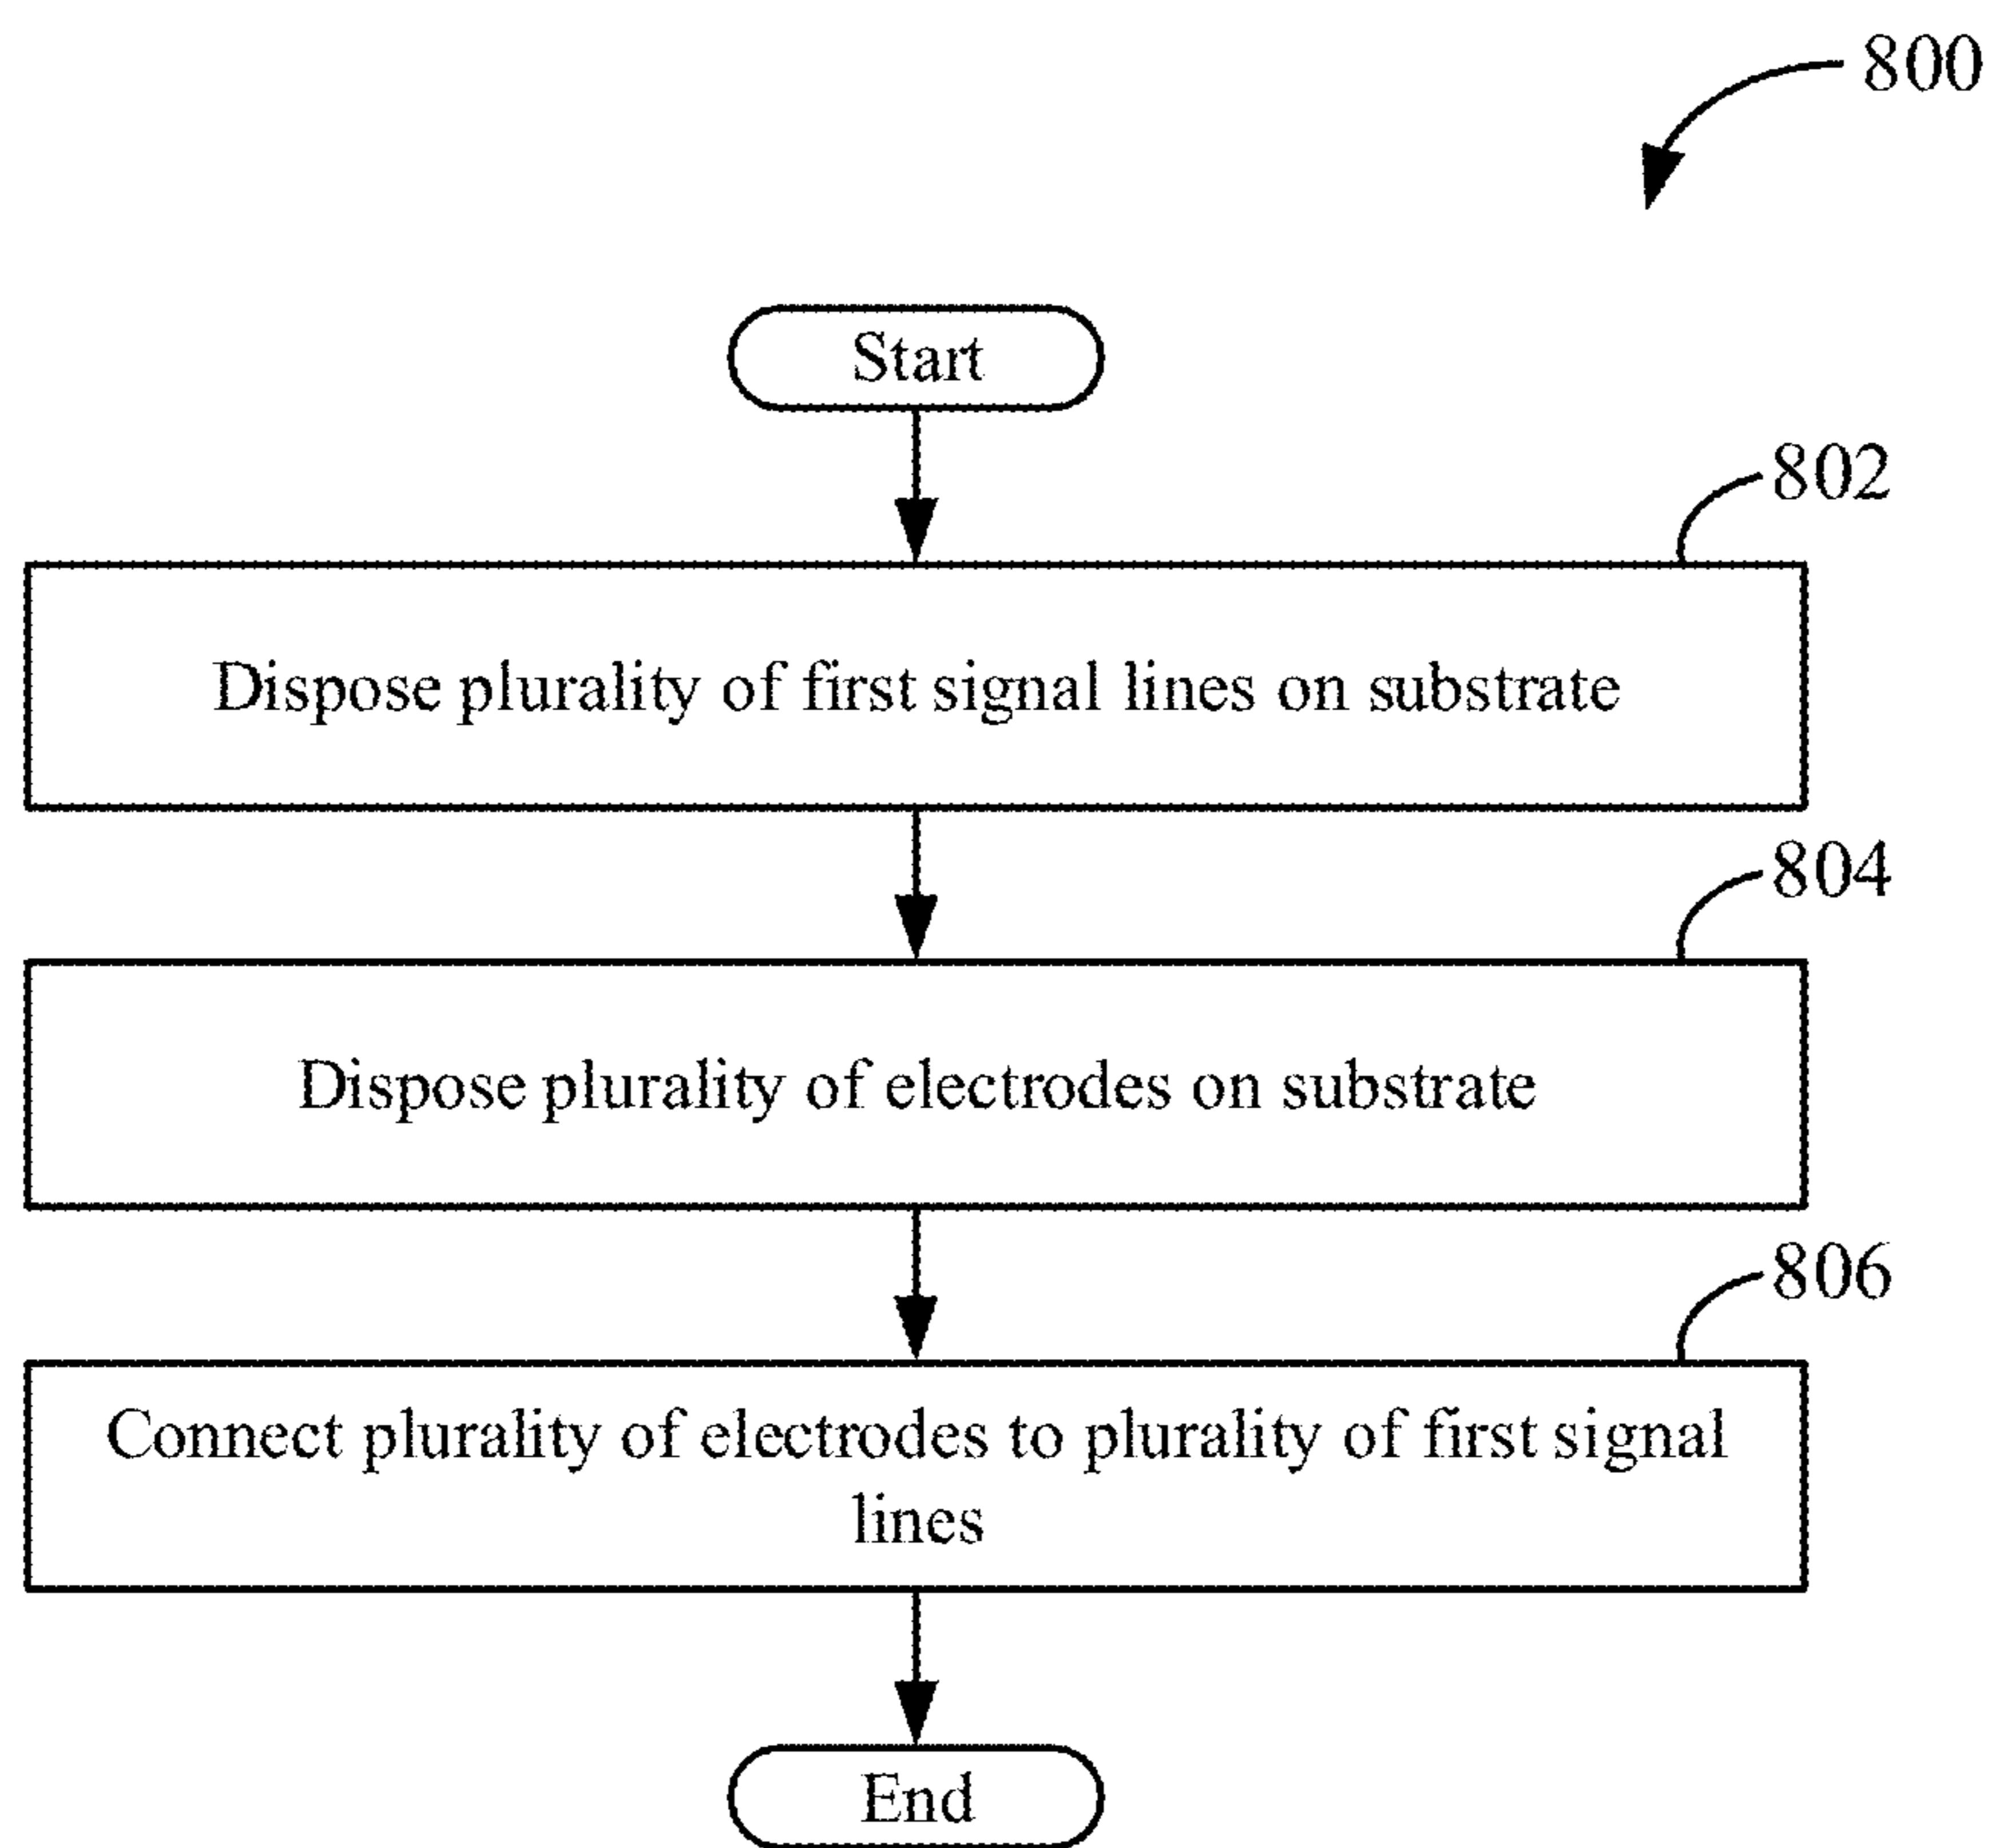 800
Start
802
Dispose plurality of first signal lines on substrate
804
Dispose plurality of electrodes on substrate
806
Connect plurality of electrodes to plurality of first signal
lines
End